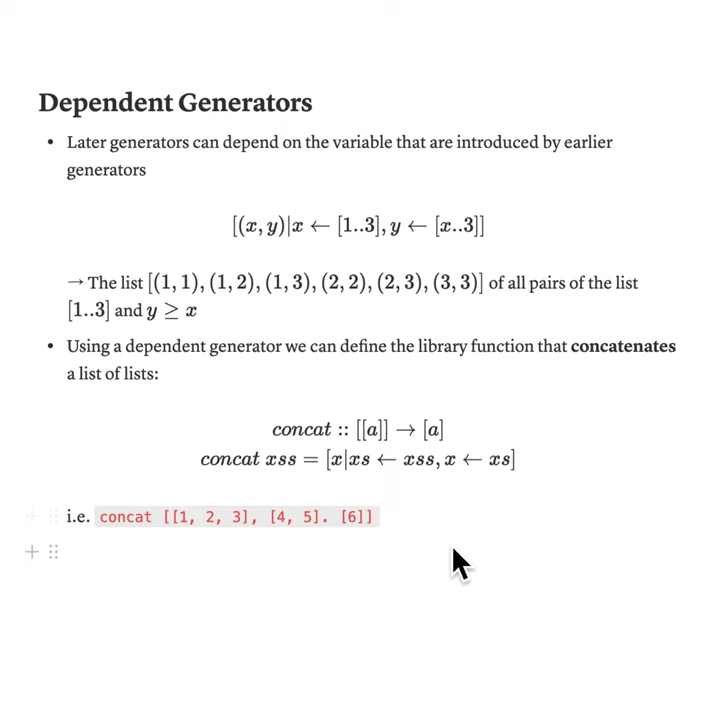 Dependent Generators
• Later generators can depend on the variable that are introduced by earlier
generators
[(x, y)|x ← [1..3], y ← [x..3]]
→ The list [(1, 1), (1, 2), (1, 3), (2, 2), (2, 3), (3, 3)] of all pairs of the list
[1..3] and y ≥ x
• Using a dependent generator we can define the library function that concatenates
a list of lists:
concat :: [[a]] → [a]
concat xss = [x|xs ← xss, x ← xs]
i.e. concat [[1, 2, 3], [4, 5]. [6]]